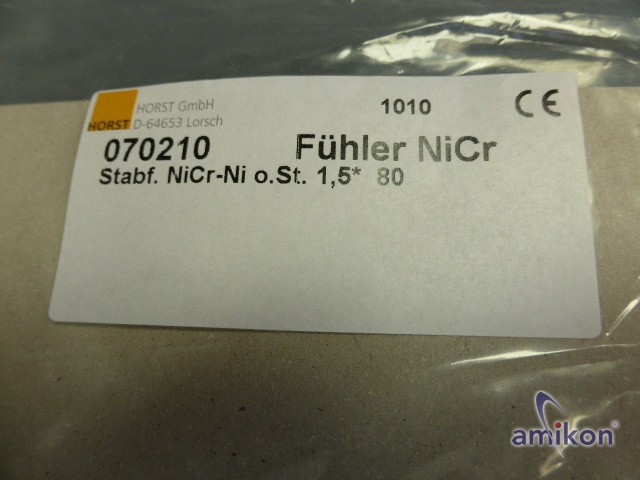 HORST GmbH 1010 CE
HORST D-64653 Lorsch
070210 Fühler NiCr
Stabf. NiCr-Ni o.St. 1,5* 80
amikon